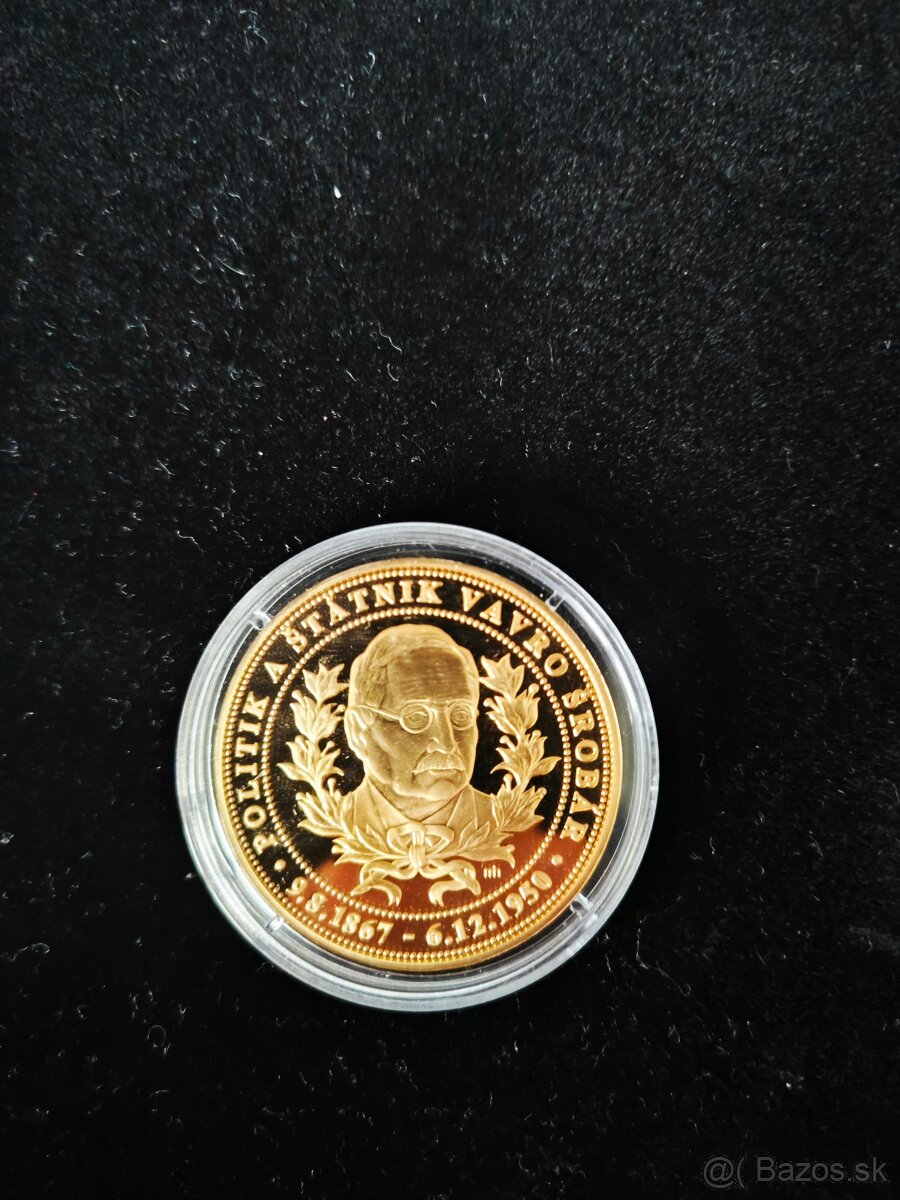 · POLITIK A ŠTÁTNIK VAVRO ŠROBÁR ·
9.8.1867 - 6.12.1950
@( Bazos.sk